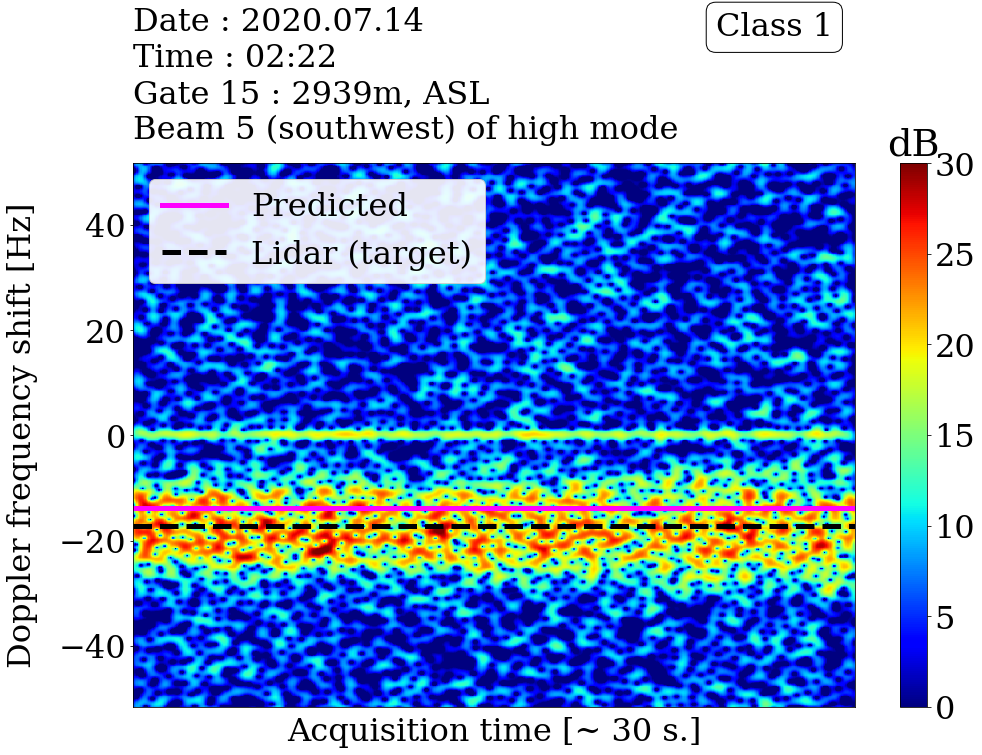 Date : 2020.07.14
Time : 02:22
Gate 15 : 2939m, ASL
Beam 5 (southwest) of high mode
Class 1
dB
Predicted
Lidar (target)
Doppler frequency shift [Hz]
40
20
0
−20
−40
30
25
20
15
10
5
0
Acquisition time [~ 30 s.]